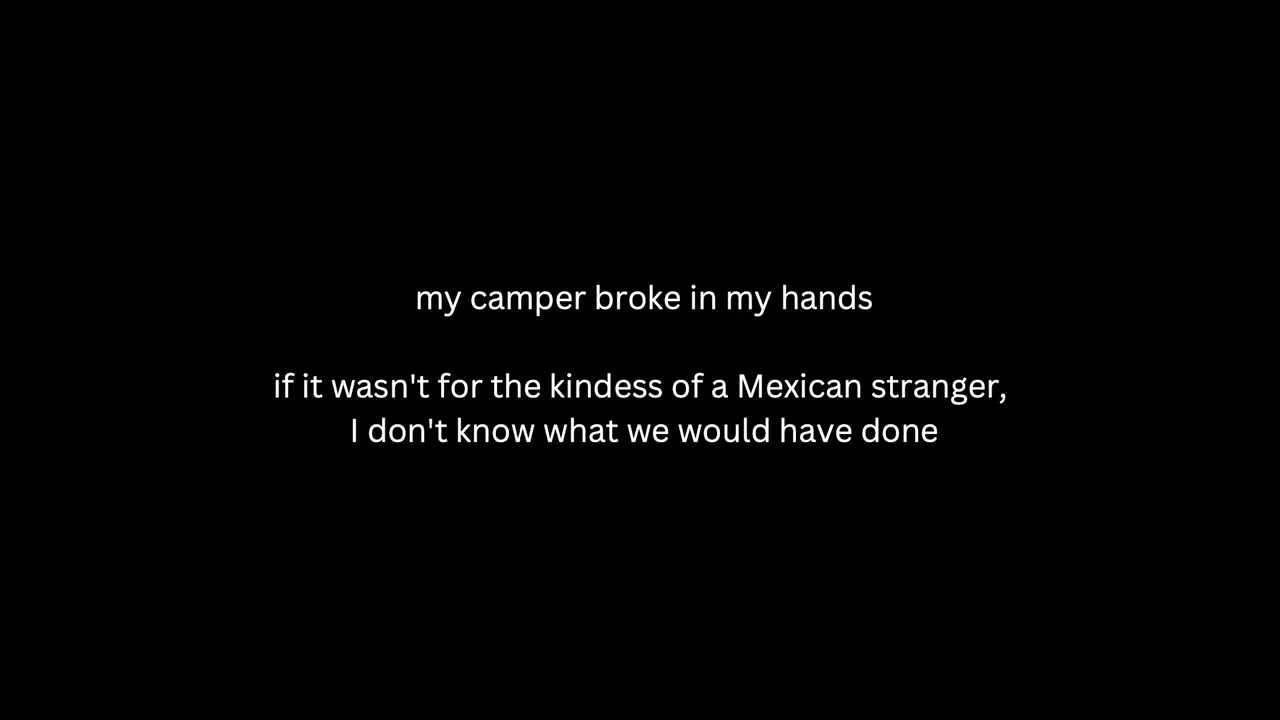 my camper broke in my hands
if it wasn't for the kindess of a Mexican stranger,
I don't know what we would have done